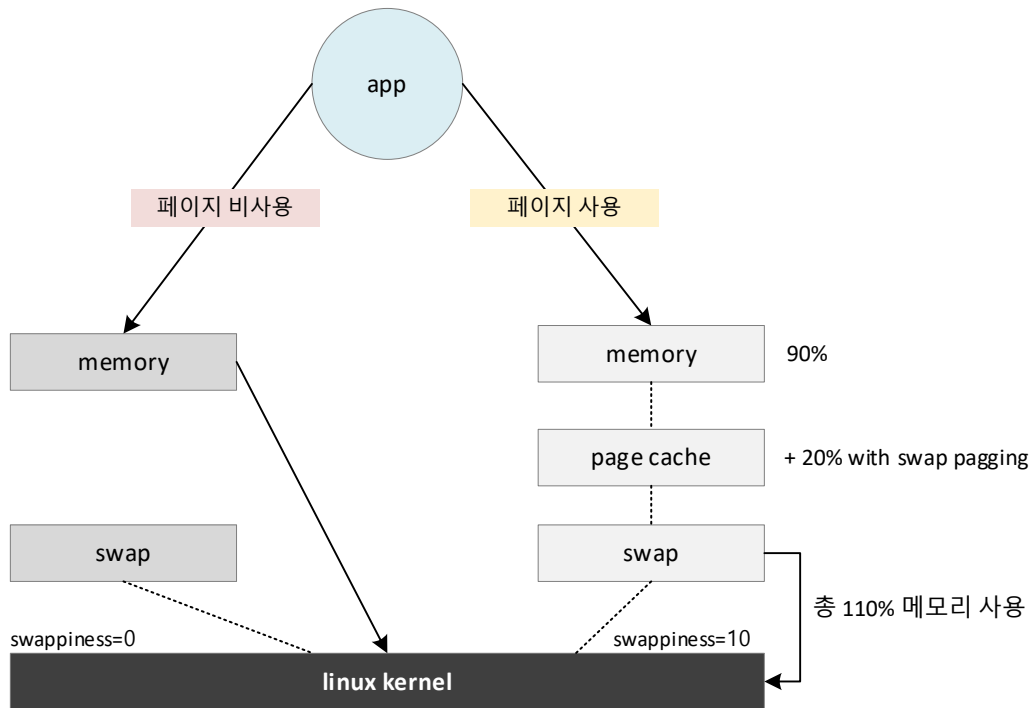 app
페이지 비사용
페이지 사용
memory
memory
90%
page cache
+ 20% with swap pagging
swap
swap
총 110% 메모리 사용
swappiness=0
swappiness=10
linux kernel